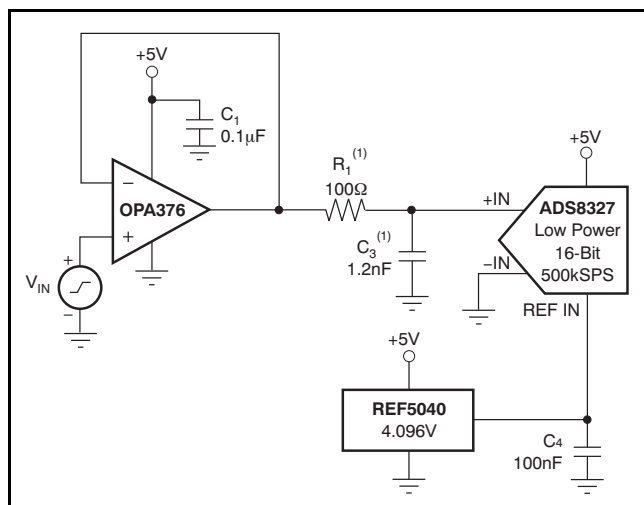 +5V
C1
0.1μF
−
OPA376
+
+
VIN
−
R1(1)
100Ω
C3(1)
1.2nF
+5V
+IN
ADS8327
Low Power
16-Bit
500kSPS
−IN
REF IN
+5V
REF5040
4.096V
C4
100nF